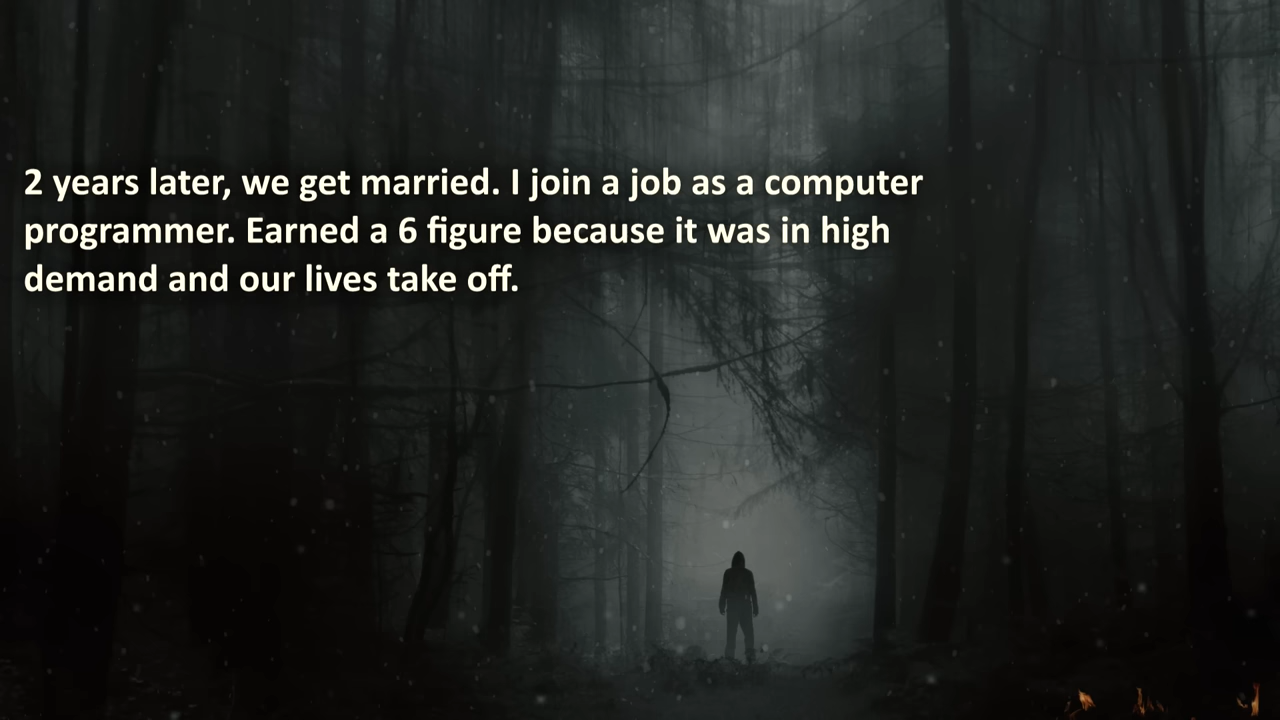 2 years later, we get married. I join a job as a computer
programmer. Earned a 6 figure because it was in high
demand and our lives take off.